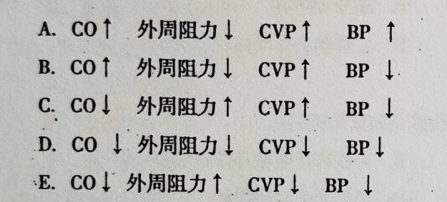 A. CO↑ 外周阻力↓ CVP↑ BP ↑
B. CO↑ 外周阻力↓ CVP↑ BP ↓
C. CO↓ 外周阻力↑ CVP↑ BP ↓
D. CO ↓ 外周阻力↓ CVP↓ BP↓
E. CO↓ 外周阻力↑ CVP↓ BP ↓